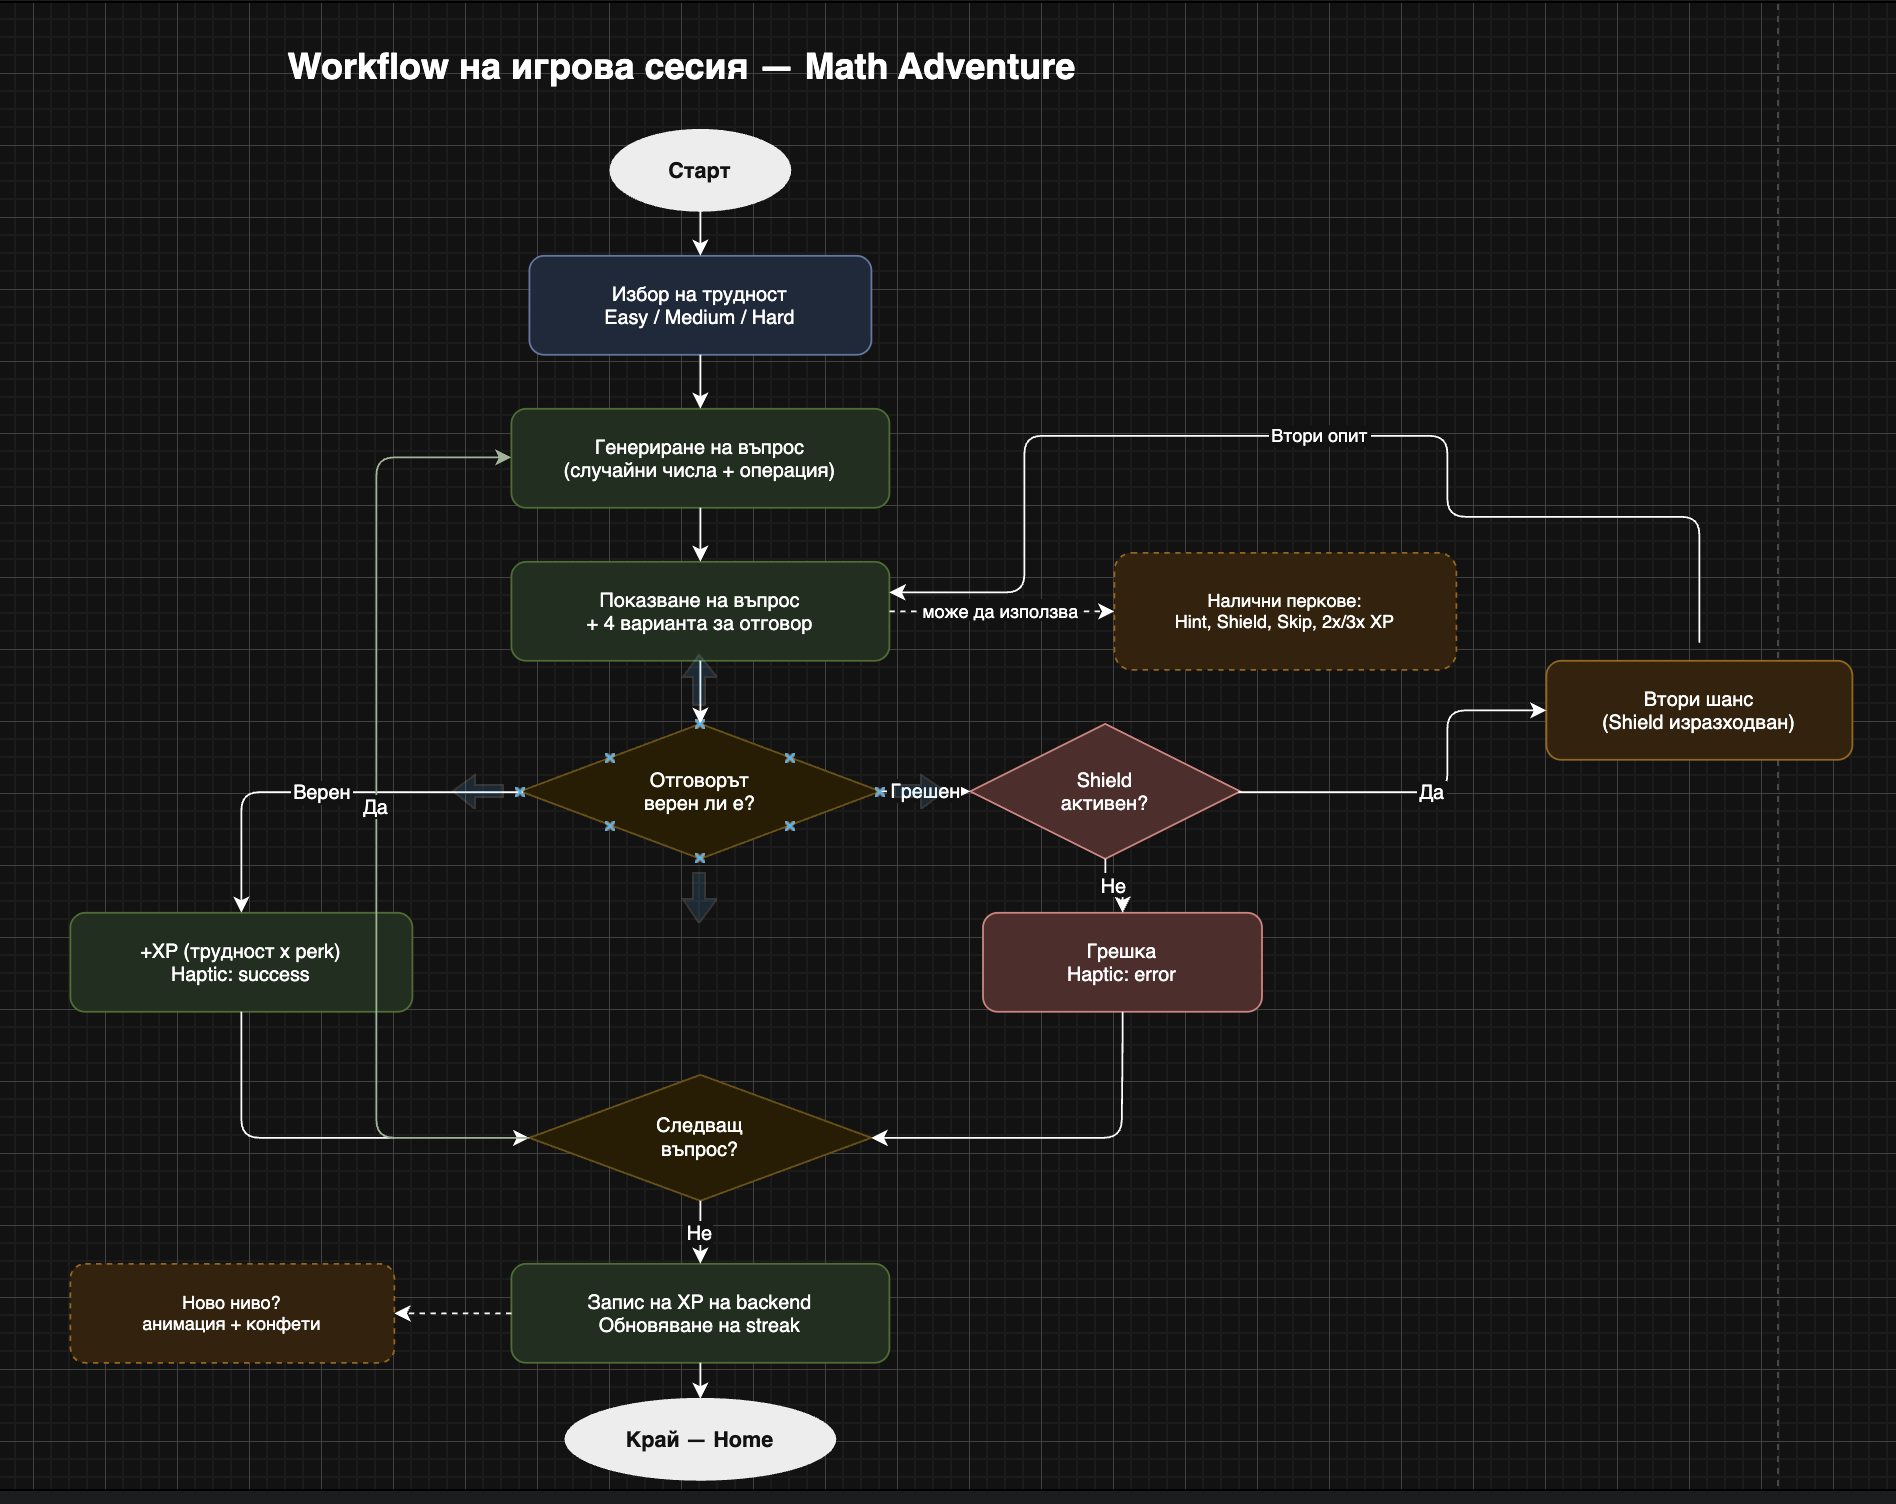 Workflow на игрова сесия — Math Adventure
Старт
Избор на трудност
Easy / Medium / Hard
Генериране на въпрос
(случайни числа + операция)
Втори опит
Показване на въпрос
+ 4 варианта за отговор
може да използва
Налични перкове:
Hint, Shield, Skip, 2x/3x XP
Втори шанс
(Shield изразходван)
Верен
Да
Отговорът
верен ли е?
Грешен
Shield
активен?
Да
Не
+XP (трудност x perk)
Haptic: success
Грешка
Haptic: error
Следващ
въпрос?
Не
Ново ниво?
анимация + конфети
Запис на XP на backend
Обновяване на streak
Край — Home